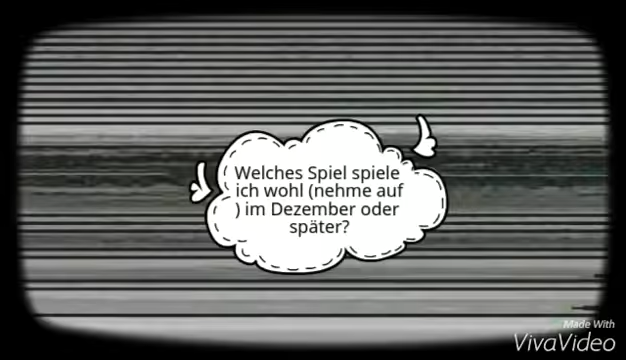 Welches Spiel spiele
ich wohl (nehme auf
) im Dezember oder
später?
Made With
VivaVideo